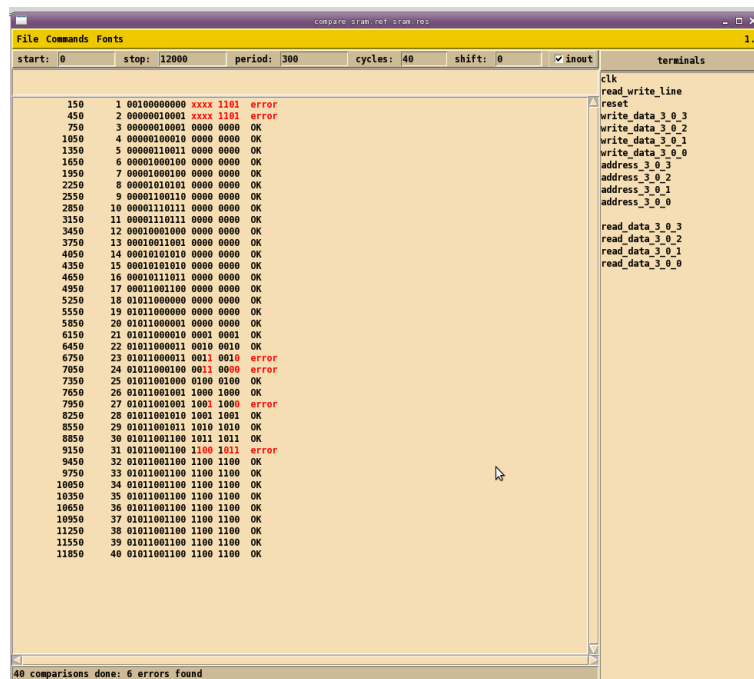 compare sram.ref sram.res
File Commands Fonts
1.
start: 0 stop: 12000 period: 300 cycles: 40 shift: 0 inout
terminals
150 1 00100000000 xxxx 1101 error
450 2 00000010001 xxxx 1101 error
750 3 00000010001 0000 0000 OK
1050 4 00000100010 0000 0000 OK
1350 5 00000110011 0000 0000 OK
1650 6 00001000100 0000 0000 OK
1950 7 00001000100 0000 0000 OK
2250 8 00001010101 0000 0000 OK
2550 9 00001100110 0000 0000 OK
2850 10 00001110111 0000 0000 OK
3150 11 00001110111 0000 0000 OK
3450 12 00010001000 0000 0000 OK
3750 13 00010011001 0000 0000 OK
4050 14 00010101010 0000 0000 OK
4350 15 00010101010 0000 0000 OK
4650 16 00010111011 0000 0000 OK
4950 17 00011001100 0000 0000 OK
5250 18 01011000000 0000 0000 OK
5550 19 01011000000 0000 0000 OK
5850 20 01011000001 0000 0000 OK
6150 21 01011000010 0001 0001 OK
6450 22 01011000011 0010 0010 OK
6750 23 01011000011 0011 0010 error
7050 24 01011000100 0011 0000 error
7350 25 01011001000 0100 0100 OK
7650 26 01011001001 1000 1000 OK
7950 27 01011001001 1001 1000 error
8250 28 01011001010 1001 1001 OK
8550 29 01011001011 1010 1010 OK
8850 30 01011001100 1011 1011 OK
9150 31 01011001100 1100 1011 error
9450 32 01011001100 1100 1100 OK
9750 33 01011001100 1100 1100 OK
10050 34 01011001100 1100 1100 OK
10350 35 01011001100 1100 1100 OK
10650 36 01011001100 1100 1100 OK
10950 37 01011001100 1100 1100 OK
11250 38 01011001100 1100 1100 OK
11550 39 01011001100 1100 1100 OK
11850 40 01011001100 1100 1100 OK
clk
read_write_line
reset
write_data_3_0_3
write_data_3_0_2
write_data_3_0_1
write_data_3_0_0
address_3_0_3
address_3_0_2
address_3_0_1
address_3_0_0
read_data_3_0_3
read_data_3_0_2
read_data_3_0_1
read_data_3_0_0
40 comparisons done: 6 errors found